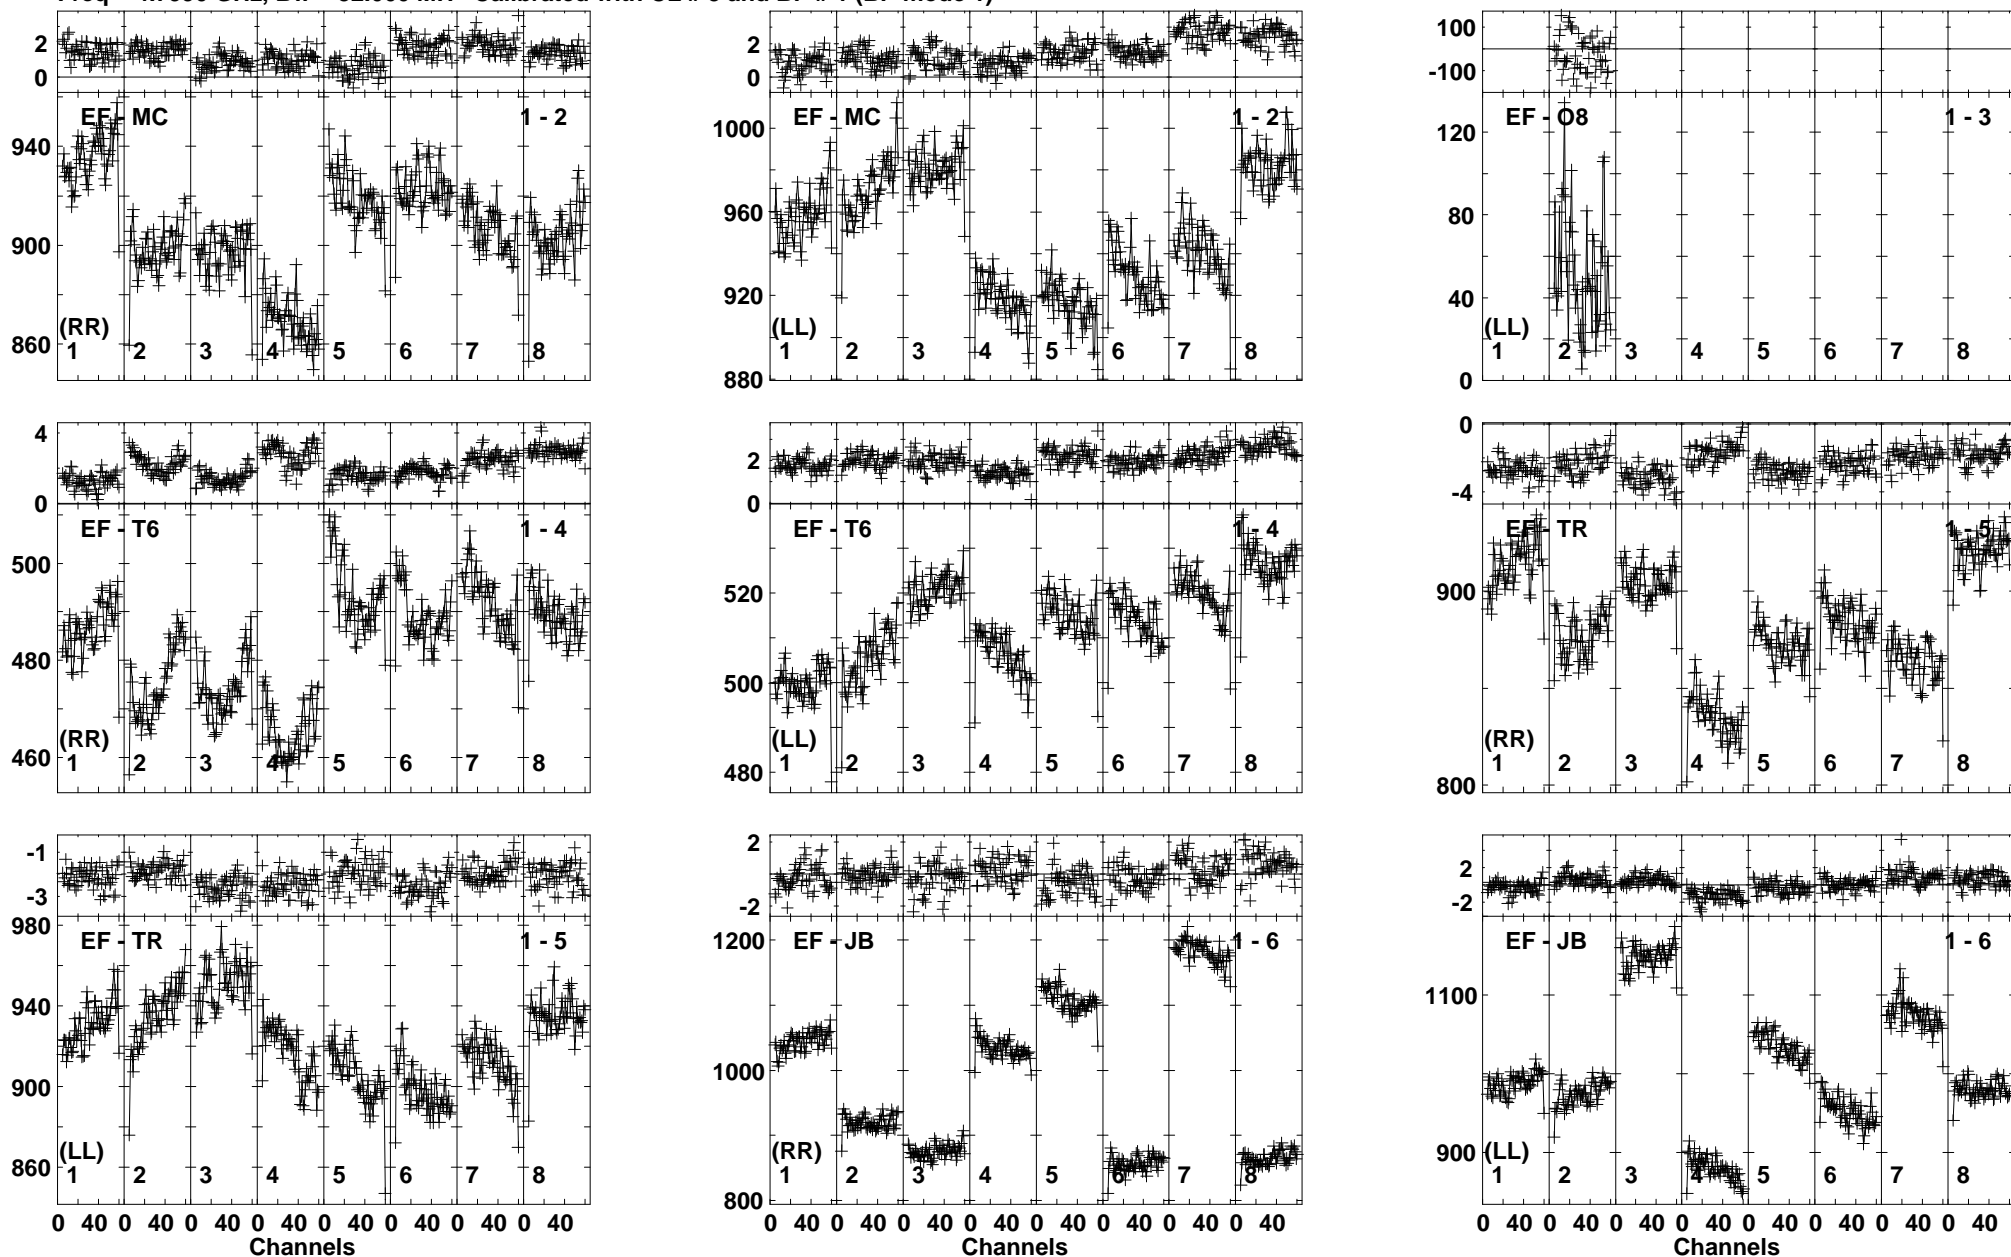 2 0
EF - MC 1 - 2
940 900 860
(RR)
1 2 3 4 5 6 7 8
2 0
EF - MC 1 - 2
1000 960 920 880
(LL)
1 2 3 4 5 6 7 8
100 -100
EF - O8 1 - 3
120 80 40 0
(LL)
1 2 3 4 5 6 7 8
4 0
EF - T6 1 - 4
500 480 460
(RR)
1 2 3 4 5 6 7 8
2 0
EF - T6 1 - 4
520 500 480
(LL)
1 2 3 4 5 6 7 8
0 -4
EF - TR 1 - 5
900 800
(RR)
1 2 3 4 5 6 7 8
-1 -3
EF - TR 1 - 5
980 940 900 860
(LL)
1 2 3 4 5 6 7 8
0 40 0 40 0 40 0 40 0 40 0 40 0 40 0 40
Channels
2 -2
EF - JB 1 - 6
1200 1000 800
(RR)
1 2 3 4 5 6 7 8
0 40 0 40 0 40 0 40 0 40 0 40 0 40 0 40
Channels
2 -2
EF - JB 1 - 6
1100 900
(LL)
1 2 3 4 5 6 7 8
0 40 0 40 0 40 0 40 0 40 0 40 0 40 0 40
Channels